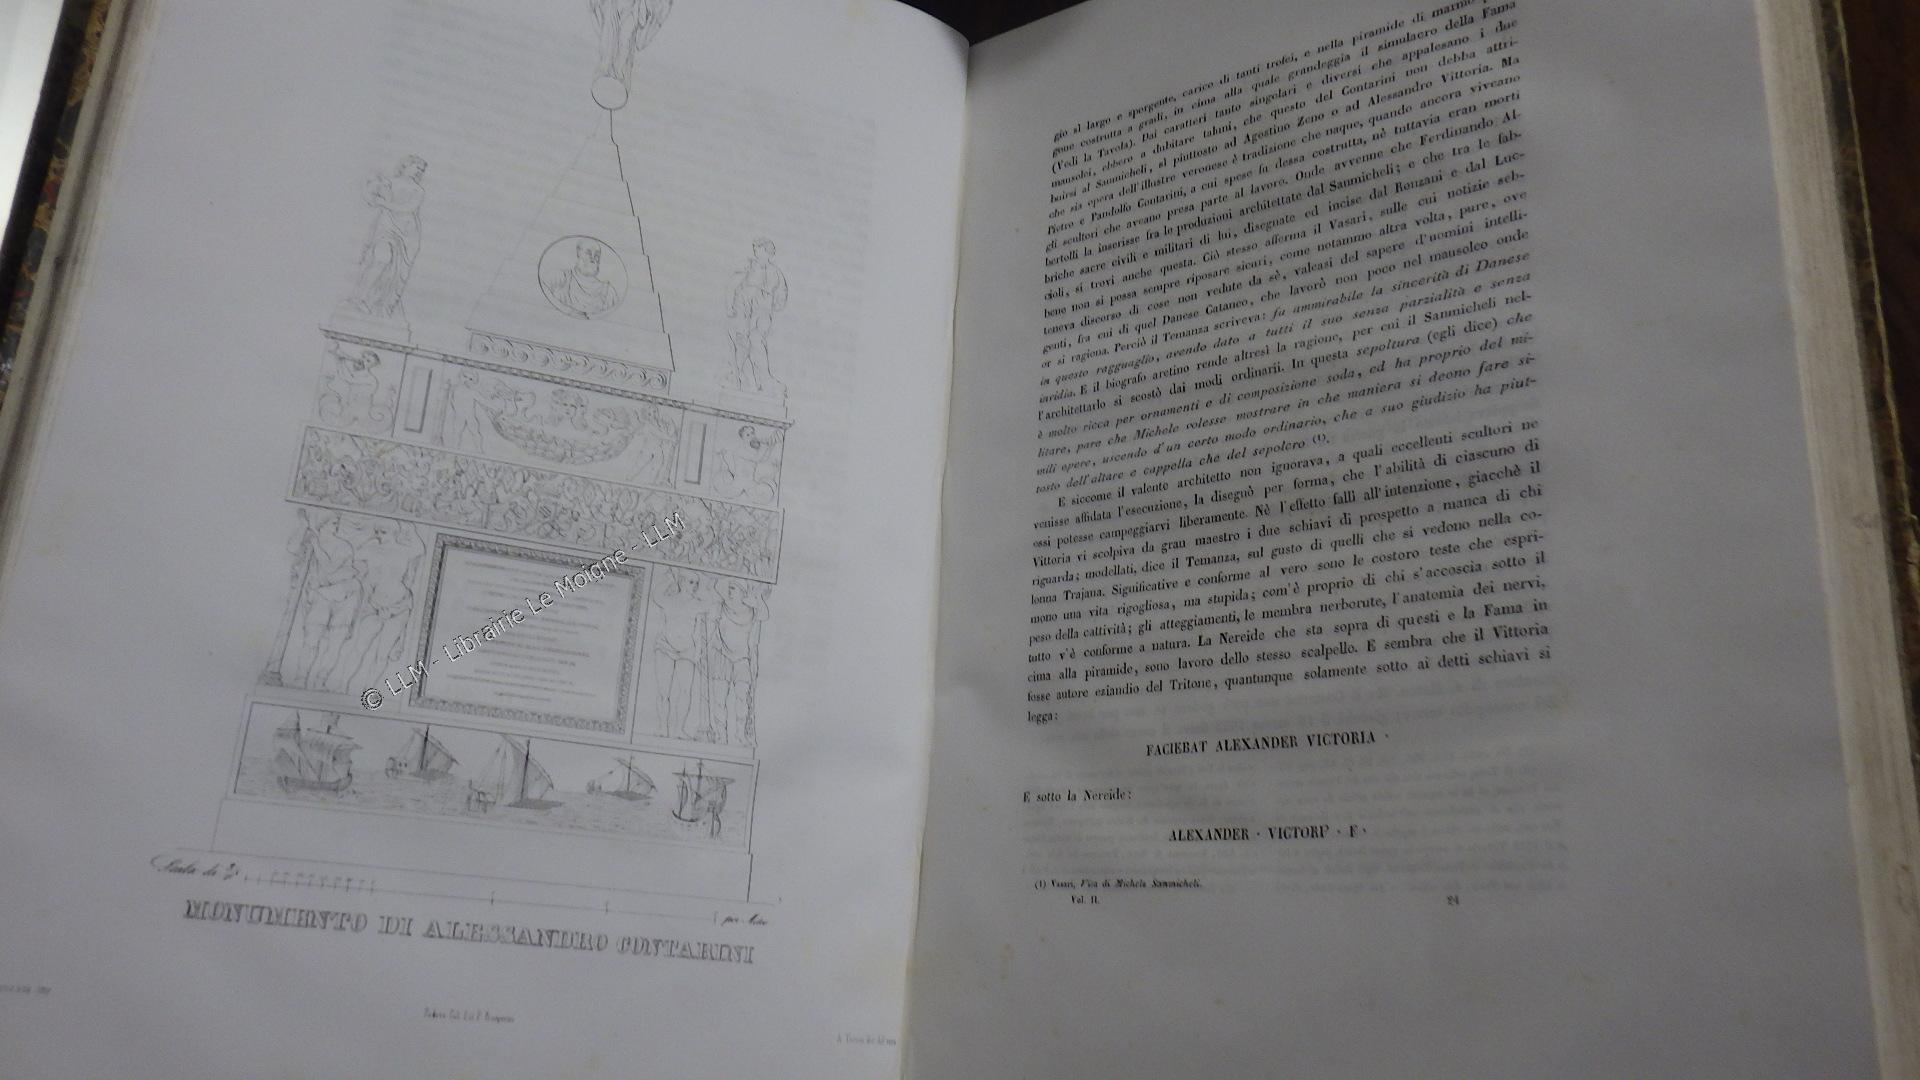 Scala di
per Metri
MONUMENTO DI ALESSANDRO CONTARINI
© LLM - Librairie Le Moigne - LLM
gio sì largo e sporgente, carico di tanti trofei, e nella piramide di marmo
gone costrutta a gradi, in cima alla quale grandeggia il simulacro della Fama
(Vedi la Tavola). Dai caratteri tanto singolari e diversi che appalesano i due
mausolei, ebbero a dubitare taluni, che questo del Contarini non debba attri-
buirsi al Sanmicheli, sì piuttosto ad Agostino Zeno o ad Alessandro Vittoria. Ma
che sia opera dell'illustre veronese è tradizione che naque, quando ancora viveano
Pietro e Pandolfo Contarini, a cui spese fu dessa costrutta, nè tuttavia eran morti
gli scultori che aveano presa parte al lavoro. Onde avvenne che Ferdinando Al-
bertolli la inserisse fra le produzioni architettate dal Sanmicheli; e che tra le fab-
briche sacre civili e militari di lui, disegnate ed incise dal Ronzani e dal Luc-
cioli, si trovi anche questa. Ciò stesso afferma il Vasari, sulle cui notizie seb-
bene non si possa sempre riposare sicuri, come notammo altra volta, pure, ove
teneva discorso di cose non vedute da sè, valeasi del sapere d'uomini intelli-
genti, fra cui di quel Danese Cataneo, che lavorò non poco nel mausoleo onde
or si ragiona. Perciò il Temanza scriveva: fu ammirabile la sincerità di Danese
in questo ragguaglio, avendo dato a tutti il suo senza parzialità e senza
invidia. E il biografo aretino rende altresì la ragione, per cui il Sanmicheli nel-
l'architettarlo si scostò dai modi ordinarii. In questa sepoltura (egli dice) che
è molto ricca per ornamenti e di composizione soda, ed ha proprio del mi-
litare, pare che Michele volesse mostrare in che maniera si deono fare si-
mili opere, uscendo d'un certo modo ordinario, che a suo giudizio ha piut-
tosto dell'altare e cappella che del sepolcro (1).
E siccome il valente architetto non ignorava, a quali eccellenti scultori ne
venisse affidata l'esecuzione, la disegnò per forma, che l'abilità di ciascuno di
essi potesse campeggiarvi liberamente. Nè l'effetto fallì all'intenzione, giacchè il
Vittoria vi scolpiva da gran maestro i due schiavi di prospetto a manca di chi
riguarda; modellati, dice il Temanza, sul gusto di quelli che si vedono nella co-
lonna Trajana. Significative e conforme al vero sono le costoro teste che espri-
mono una vita rigogliosa, ma stupida; com'è proprio di chi s'accoscia sotto il
peso della cattività; gli atteggiamenti, le membra nerborute, l'anatomia dei nervi,
tutto v'è conforme a natura. La Nereide che sta sopra di questi e la Fama in
cima alla piramide, sono lavoro dello stesso scalpello. E sembra che il Vittoria
fosse autore eziandio del Tritone, quantunque solamente sotto ai detti schiavi si
legga:
FACIEBAT ALEXANDER VICTORIA ·
E sotto la Nereide:
ALEXANDER · VICTORP · F ·
(1) Vasari, Vita di Michele Sammicheli.
Vol. II.
24